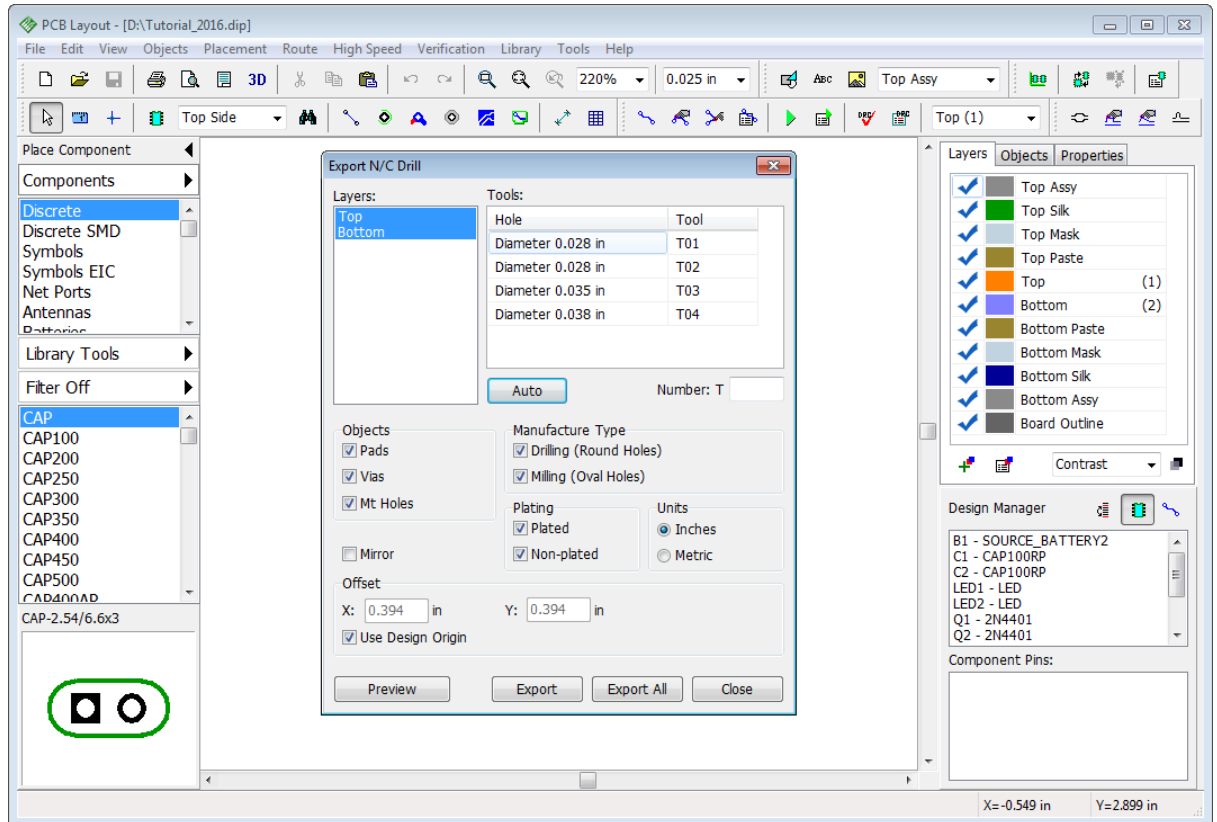 PCB Layout - [D:\Tutorial_2016.dip]
File Edit View Objects Placement Route High Speed Verification Library Tools Help
3D 220% 0.025 in ABC Top Assy
Top Side DRC DRC Top (1)
Place Component
Components
Discrete
Discrete SMD
Symbols
Symbols EIC
Net Ports
Antennas
Batteries
Library Tools
Filter Off
CAP
CAP100
CAP200
CAP250
CAP300
CAP350
CAP400
CAP450
CAP500
CAP400AP
CAP-2.54/6.6x3
Export N/C Drill
Layers:
Top
Bottom
Tools:
Hole Tool
Diameter 0.028 in T01
Diameter 0.028 in T02
Diameter 0.035 in T03
Diameter 0.038 in T04
Auto Number: T
Objects
Pads
Vias
Mt Holes
Mirror
Manufacture Type
Drilling (Round Holes)
Milling (Oval Holes)
Plating
Plated
Non-plated
Units
Inches
Metric
Offset
X: 0.394 in Y: 0.394 in
Use Design Origin
Preview Export Export All Close
Layers Objects Properties
Top Assy
Top Silk
Top Mask
Top Paste
Top (1)
Bottom (2)
Bottom Paste
Bottom Mask
Bottom Silk
Bottom Assy
Board Outline
Contrast
Design Manager
B1 - SOURCE_BATTERY2
C1 - CAP100RP
C2 - CAP100RP
LED1 - LED
LED2 - LED
Q1 - 2N4401
Q2 - 2N4401
Component Pins:
X=-0.549 in Y=2.899 in